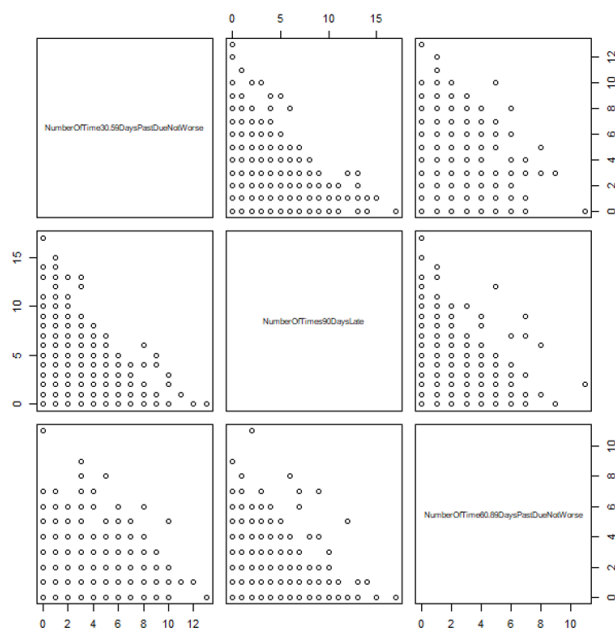 0 5 10 15
NumberOfTime30.59DaysPastDueNotWorse
0 2 4 6 8 10 12
0 5 10 15
NumberOfTimes90DaysLate
NumberOfTime60.89DaysPastDueNotWorse
0 2 4 6 8 10
0 2 4 6 8 10 12
0 2 4 6 8 10